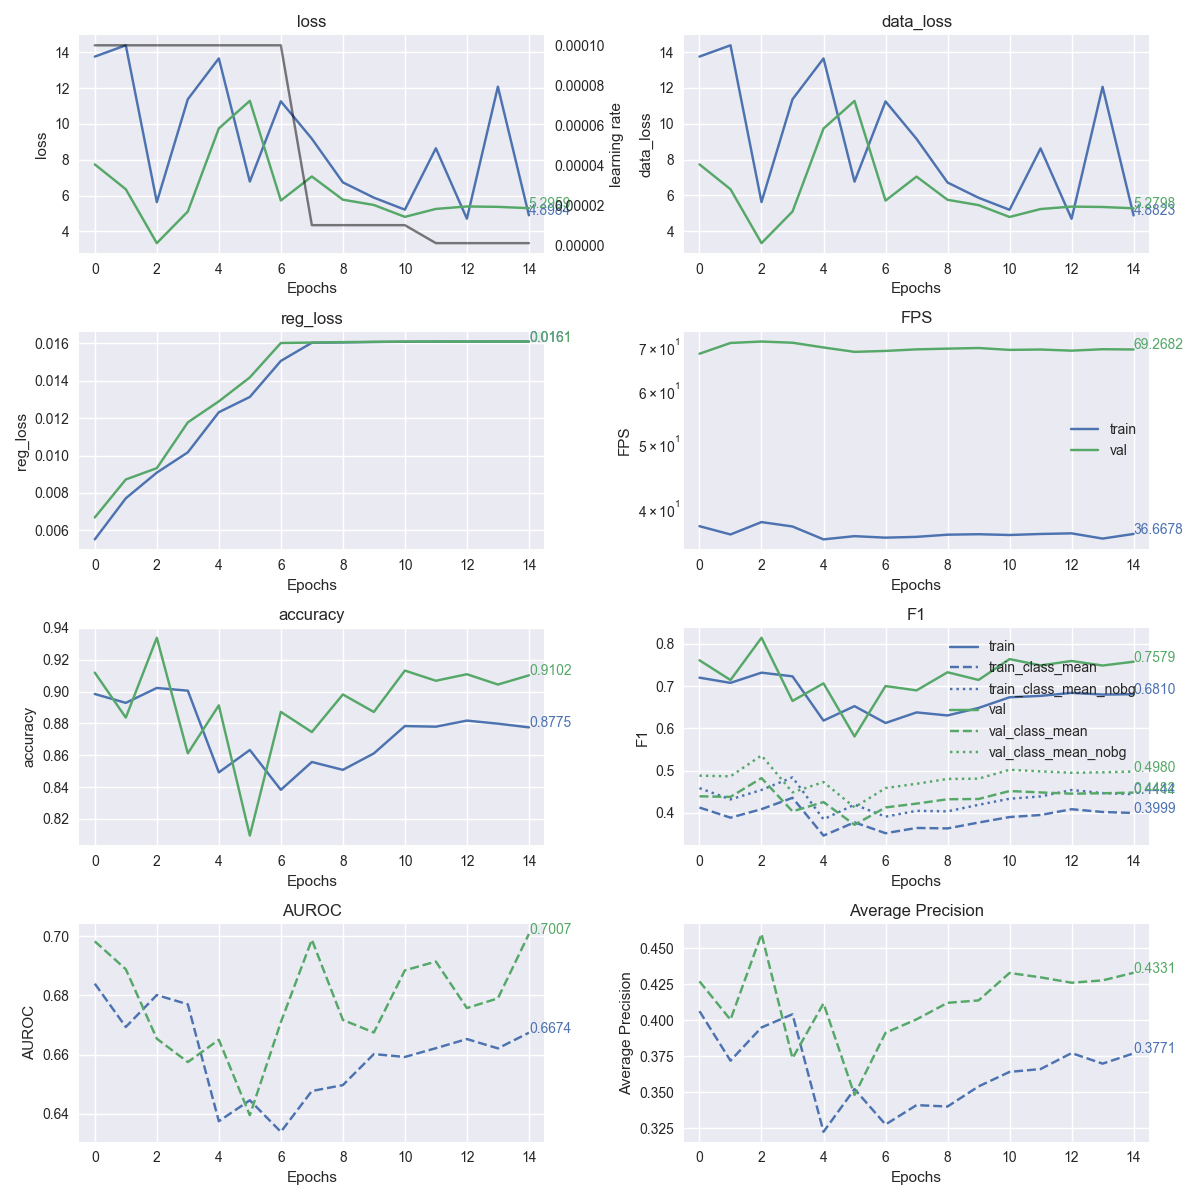 loss
14
12
10
8
6
4
loss
0.00010
0.00008
0.00006
0.00004
0.00002
0.00000
learning rate
5.2959
0 2 4 6 8 10 12 14
Epochs
data_loss
14
12
10
8
6
4
data_loss
5.2798
4.8823
0 2 4 6 8 10 12 14
Epochs
reg_loss
0.016
0.014
0.012
0.010
0.008
0.006
reg_loss
0.0161
0 2 4 6 8 10 12 14
Epochs
FPS
7 × 10¹
6 × 10¹
5 × 10¹
4 × 10¹
FPS
69.2682
train
val
36.6678
0 2 4 6 8 10 12 14
Epochs
accuracy
0.94
0.92
0.90
0.88
0.86
0.84
0.82
accuracy
0.9102
0.8775
0 2 4 6 8 10 12 14
Epochs
F1
0.8
0.7
0.6
0.5
0.4
F1
train
train_class_mean
train_class_mean_nobg
val
val_class_mean
val_class_mean_nobg
0.7579
0.6810
0.4980
0.3999
0 2 4 6 8 10 12 14
Epochs
AUROC
0.70
0.68
0.66
0.64
AUROC
0.7007
0.6674
0 2 4 6 8 10 12 14
Epochs
Average Precision
0.450
0.425
0.400
0.375
0.350
0.325
Average Precision
0.4331
0.3771
0 2 4 6 8 10 12 14
Epochs